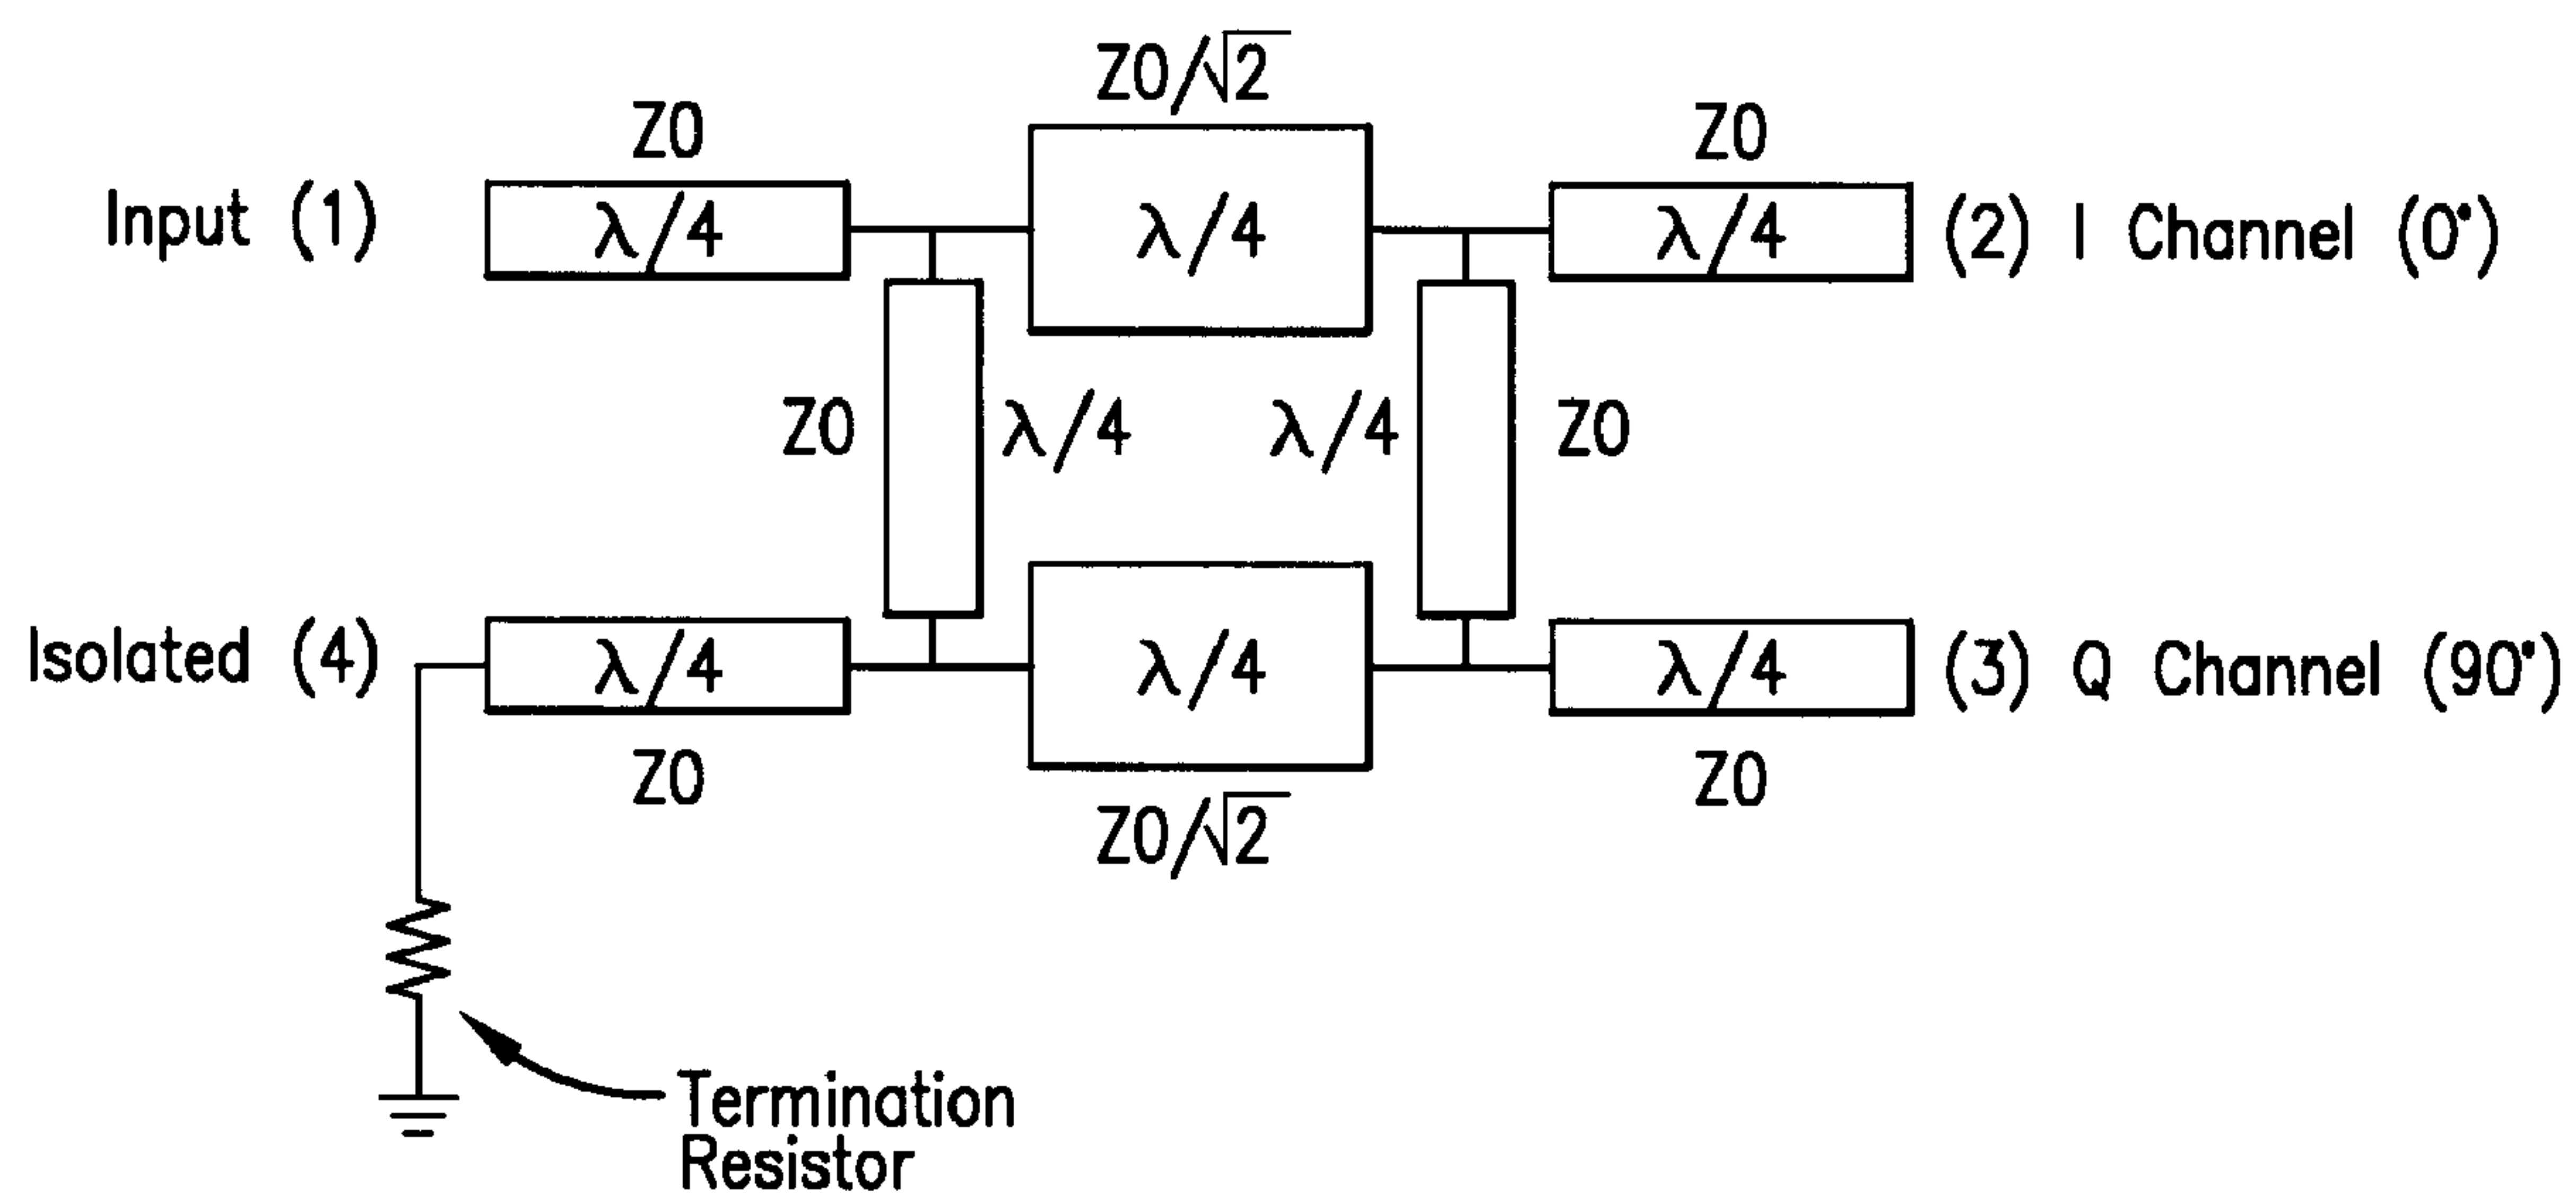 Z0/√2
Z0
Z0
Input (1)
λ/4
λ/4
λ/4
(2) I Channel (0°)
Z0
λ/4
λ/4
Z0
Isolated (4)
λ/4
λ/4
λ/4
(3) Q Channel (90°)
Z0
Z0/√2
Z0
Termination
Resistor